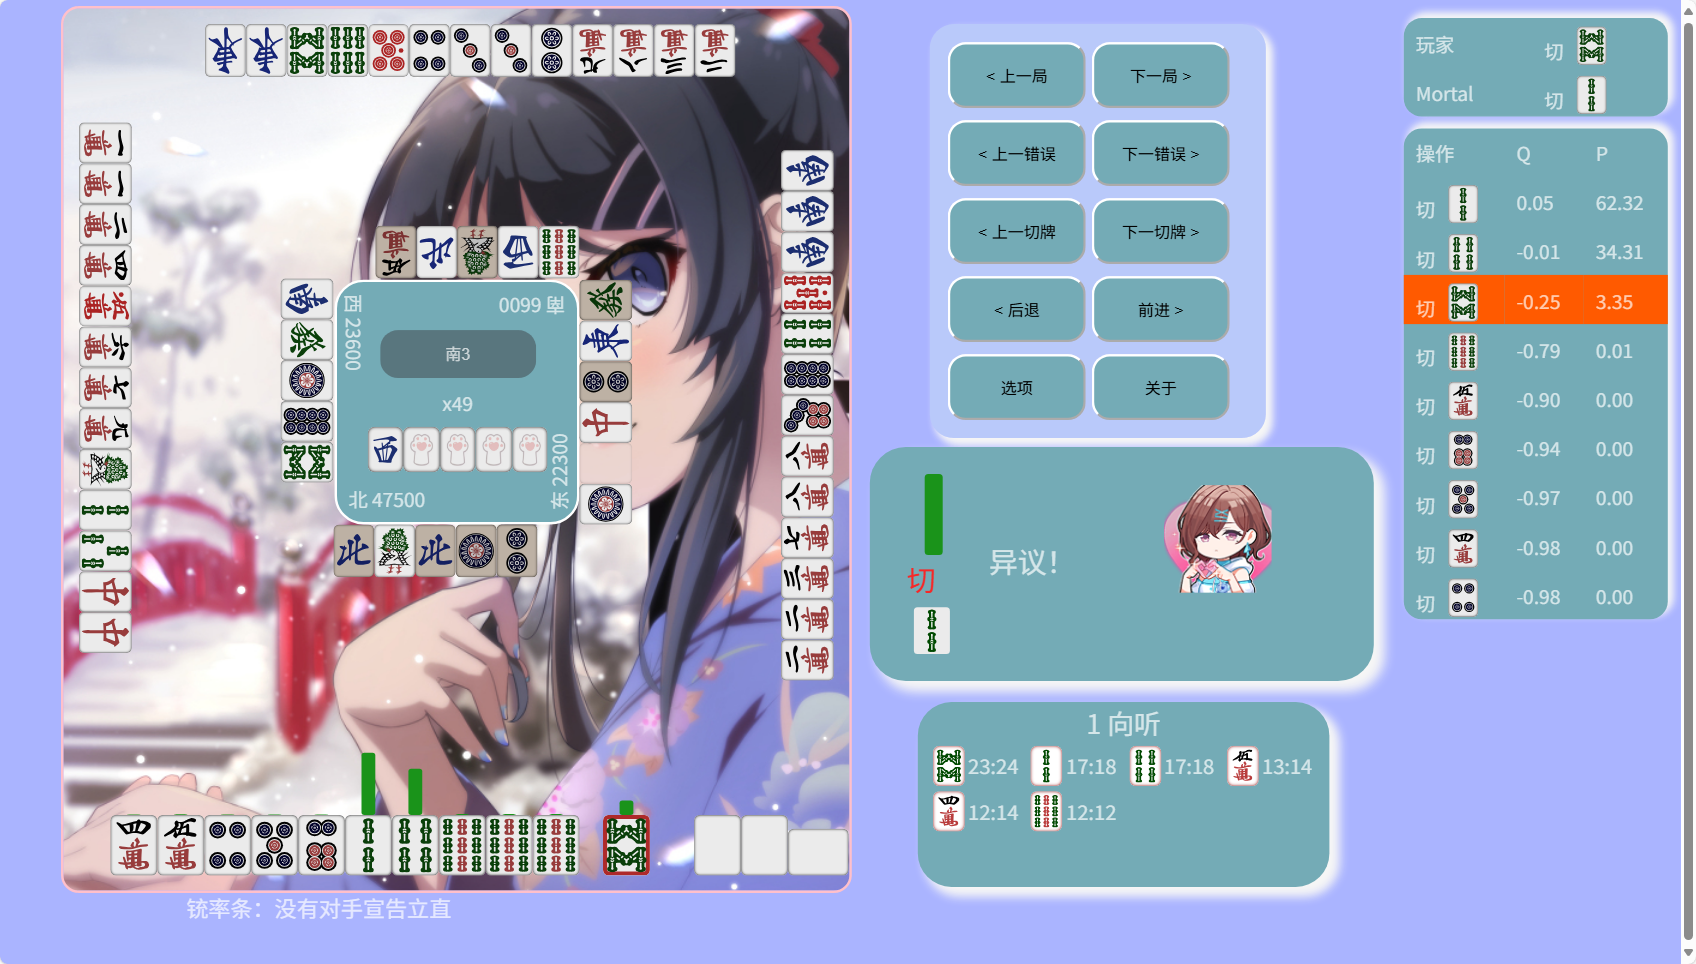 西 23600
南 6600
南3
x49
北 47500
东 22300
铳率条：没有对手宣告立直
< 上一局
下一局 >
< 上一错误
下一错误 >
< 上一切牌
下一切牌 >
< 后退
前进 >
选项
关于
切
异议！
1 向听
23:24
17:18
17:18
13:14
12:14
12:12
玩家 切
Mortal 切
操作 Q P
切 0.05 62.32
切 -0.01 34.31
切 -0.25 3.35
切 -0.79 0.01
切 -0.90 0.00
切 -0.94 0.00
切 -0.97 0.00
切 -0.98 0.00
切 -0.98 0.00